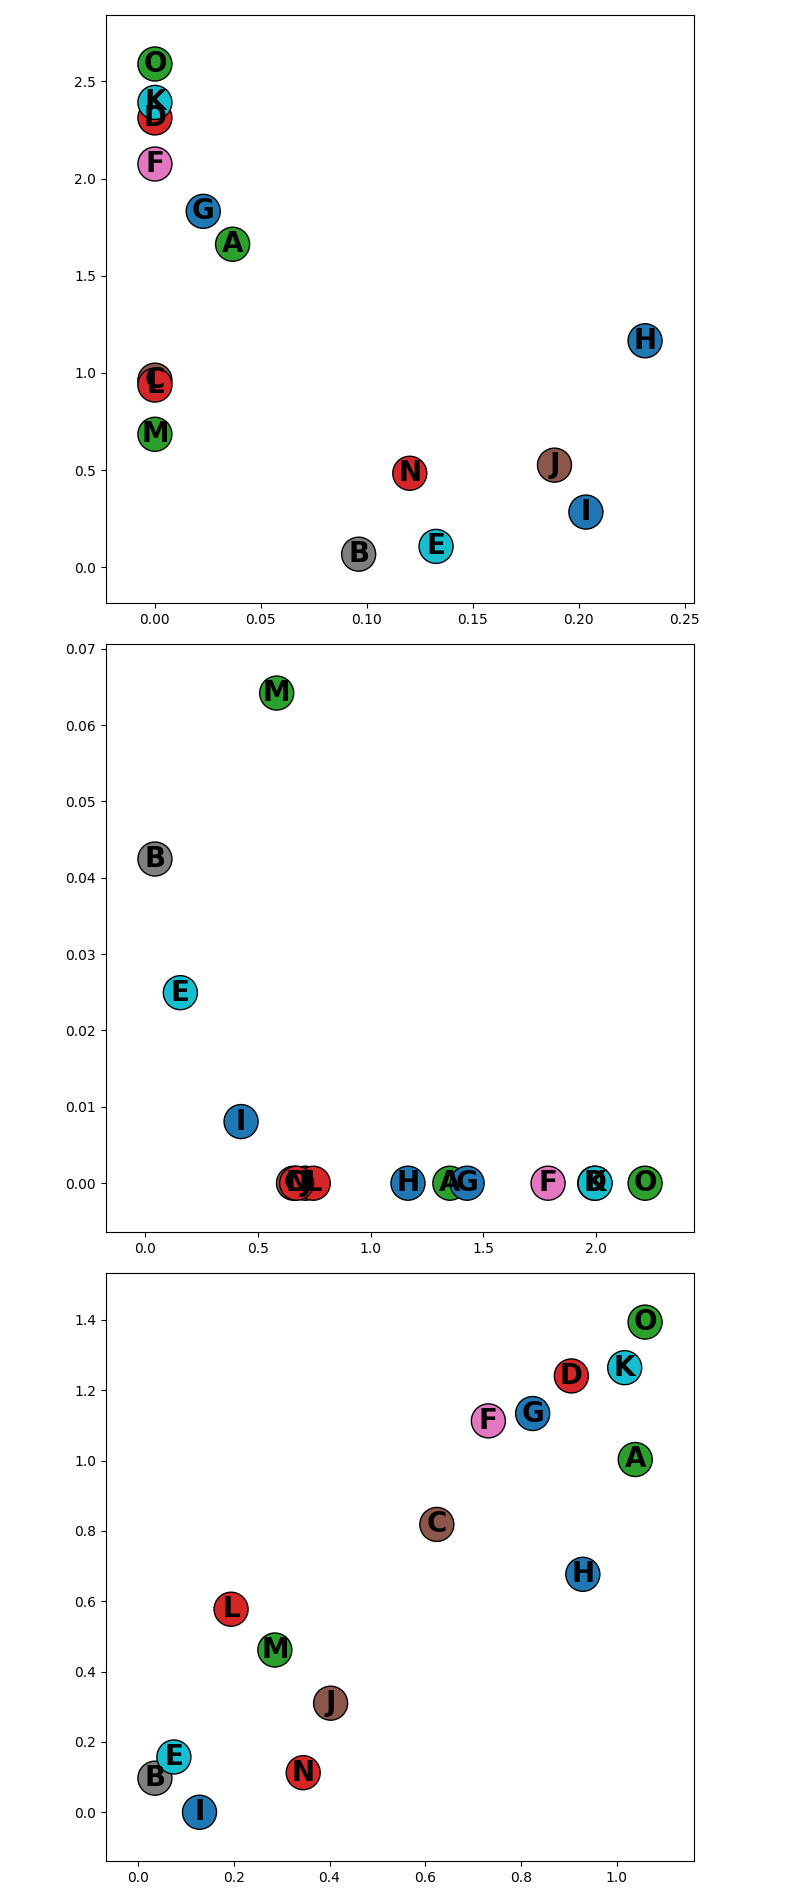 O
2.5
K
D
F
2.0
G
A
1.5
H
1.0
C
L
M
0.5
N
J
I
E
B
0.0
0.00 0.05 0.10 0.15 0.20 0.25
0.07
M
0.06
0.05
B
0.04
0.03
E
0.02
I
0.01
0.00
C N J L H A G F D K O
0.0 0.5 1.0 1.5 2.0
1.4
O
K
D
1.2
F
G
1.0
A
C
0.8
H
L
0.6
M
0.4
J
0.2
E
N
B
I
0.0
0.0 0.2 0.4 0.6 0.8 1.0